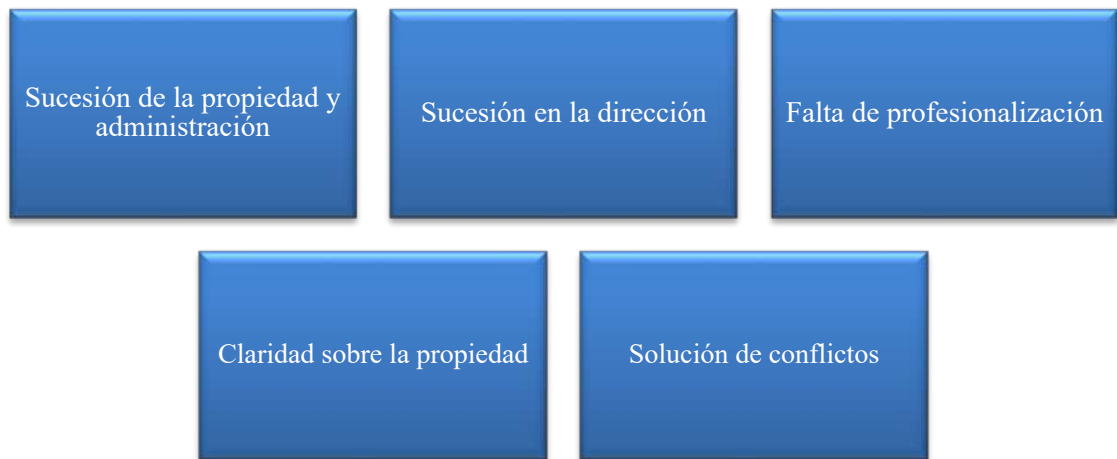 Sucesión de la propiedad y
administración
Sucesión en la dirección
Falta de profesionalización
Claridad sobre la propiedad
Solución de conflictos